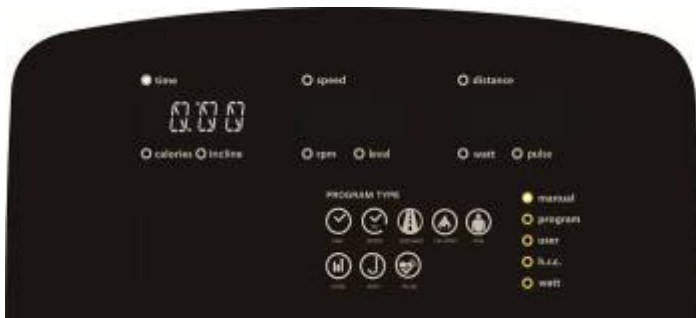 time speed distance
0:00
calories incline rpm level watt pulse
PROGRAM TYPE
manual
program
user
h.r.c.
watt